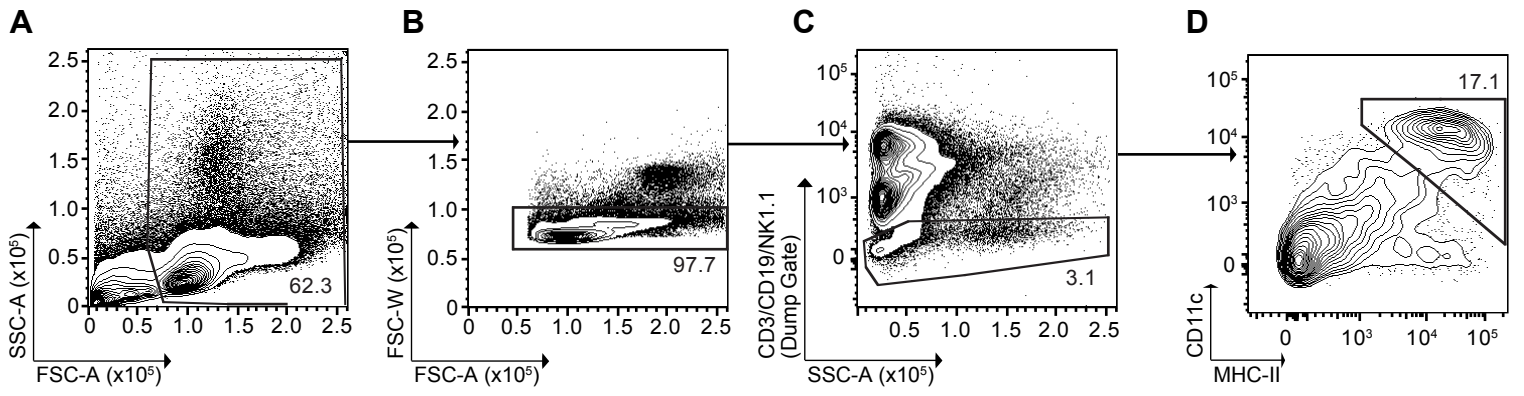 A
B
C
D
2.5
2.0
1.5
1.0
0.5
0
62.3
0 0.5 1.0 1.5 2.0 2.5
SSC-A (x10⁵)
FSC-A (x10⁵)
2.5
2.0
1.5
1.0
0.5
0
97.7
0 0.5 1.0 1.5 2.0 2.5
FSC-W (x10⁵)
FSC-A (x10⁵)
10⁵
10⁴
10³
0
3.1
0.5 1.0 1.5 2.0 2.5
CD3/CD19/NK1.1
(Dump Gate)
SSC-A (x10⁵)
17.1
10⁵
10⁴
10³
0
0 10³ 10⁴ 10⁵
CD11c
MHC-II